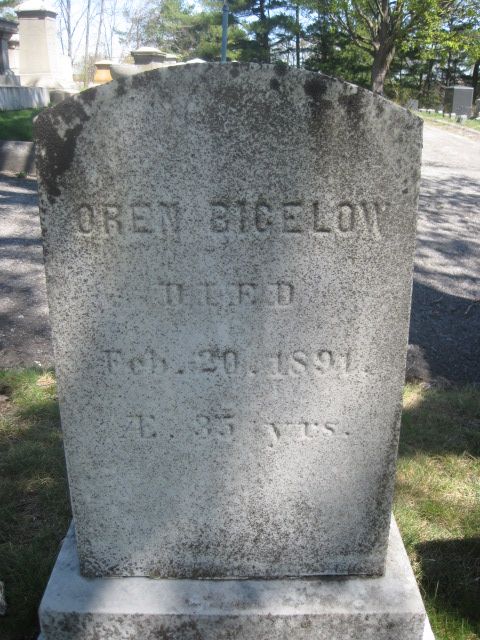 OREN BIGELOW
DIED
Feb. 20, 1891.
Æ. 35 yrs.